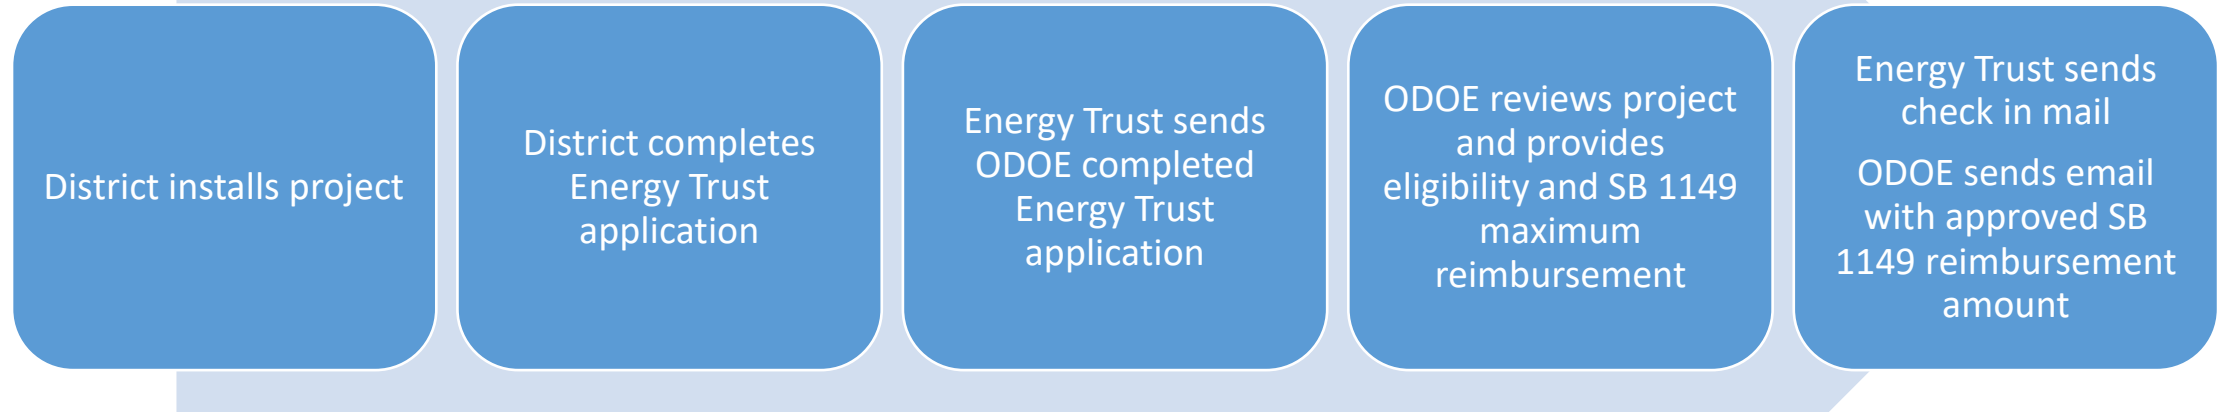 District installs project
District completes
Energy Trust
application
Energy Trust sends
ODOE completed
Energy Trust
application
ODOE reviews project
and provides
eligibility and SB 1149
maximum
reimbursement
Energy Trust sends
check in mail
ODOE sends email
with approved SB
1149 reimbursement
amount